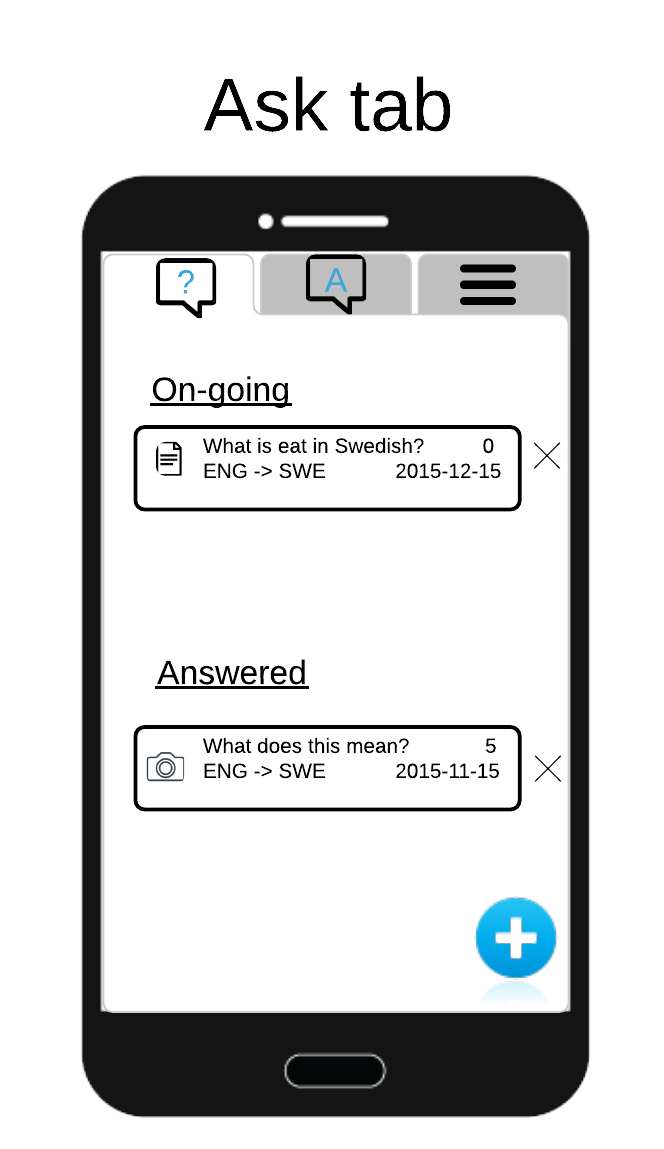 Ask tab
? A
On-going
What is eat in Swedish? 0
ENG -> SWE 2015-12-15
Answered
What does this mean? 5
ENG -> SWE 2015-11-15